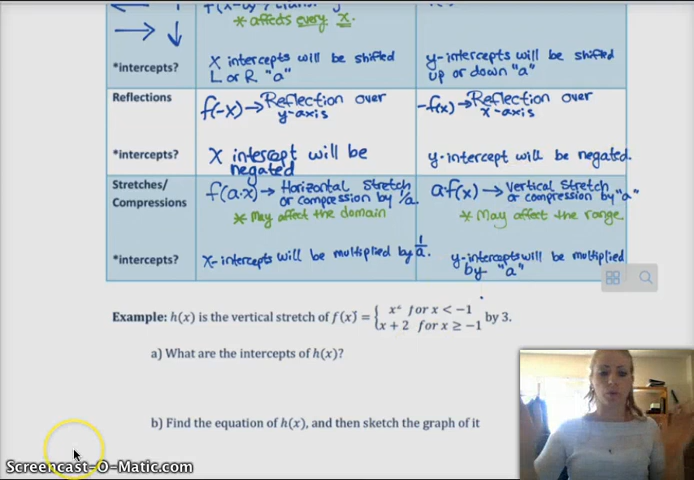 * affects every x.
*intercepts?
x intercepts will be shifted
L or R "a"
y-intercepts will be shifted
up or down "a"
Reflections
f(-x) → Reflection over
y-axis
-f(x) → Reflection over
x-axis
*intercepts?
x intercept will be
negated
y-intercept will be negated.
Stretches/
Compressions
f(a·x) → Horizontal Stretch
or compression by 1/a.
* May affect the domain
a·f(x) → Vertical Stretch
or compression by "a"
* May affect the range
*intercepts?
x-intercepts will be multiplied by 1/a.
y-intercepts will be multiplied
by "a"
Example: h(x) is the vertical stretch of f(x) = { x² for x < −1
x + 2 for x ≥ −1 by 3.
a) What are the intercepts of h(x)?
b) Find the equation of h(x), and then sketch the graph of it
Screencast-O-Matic.com